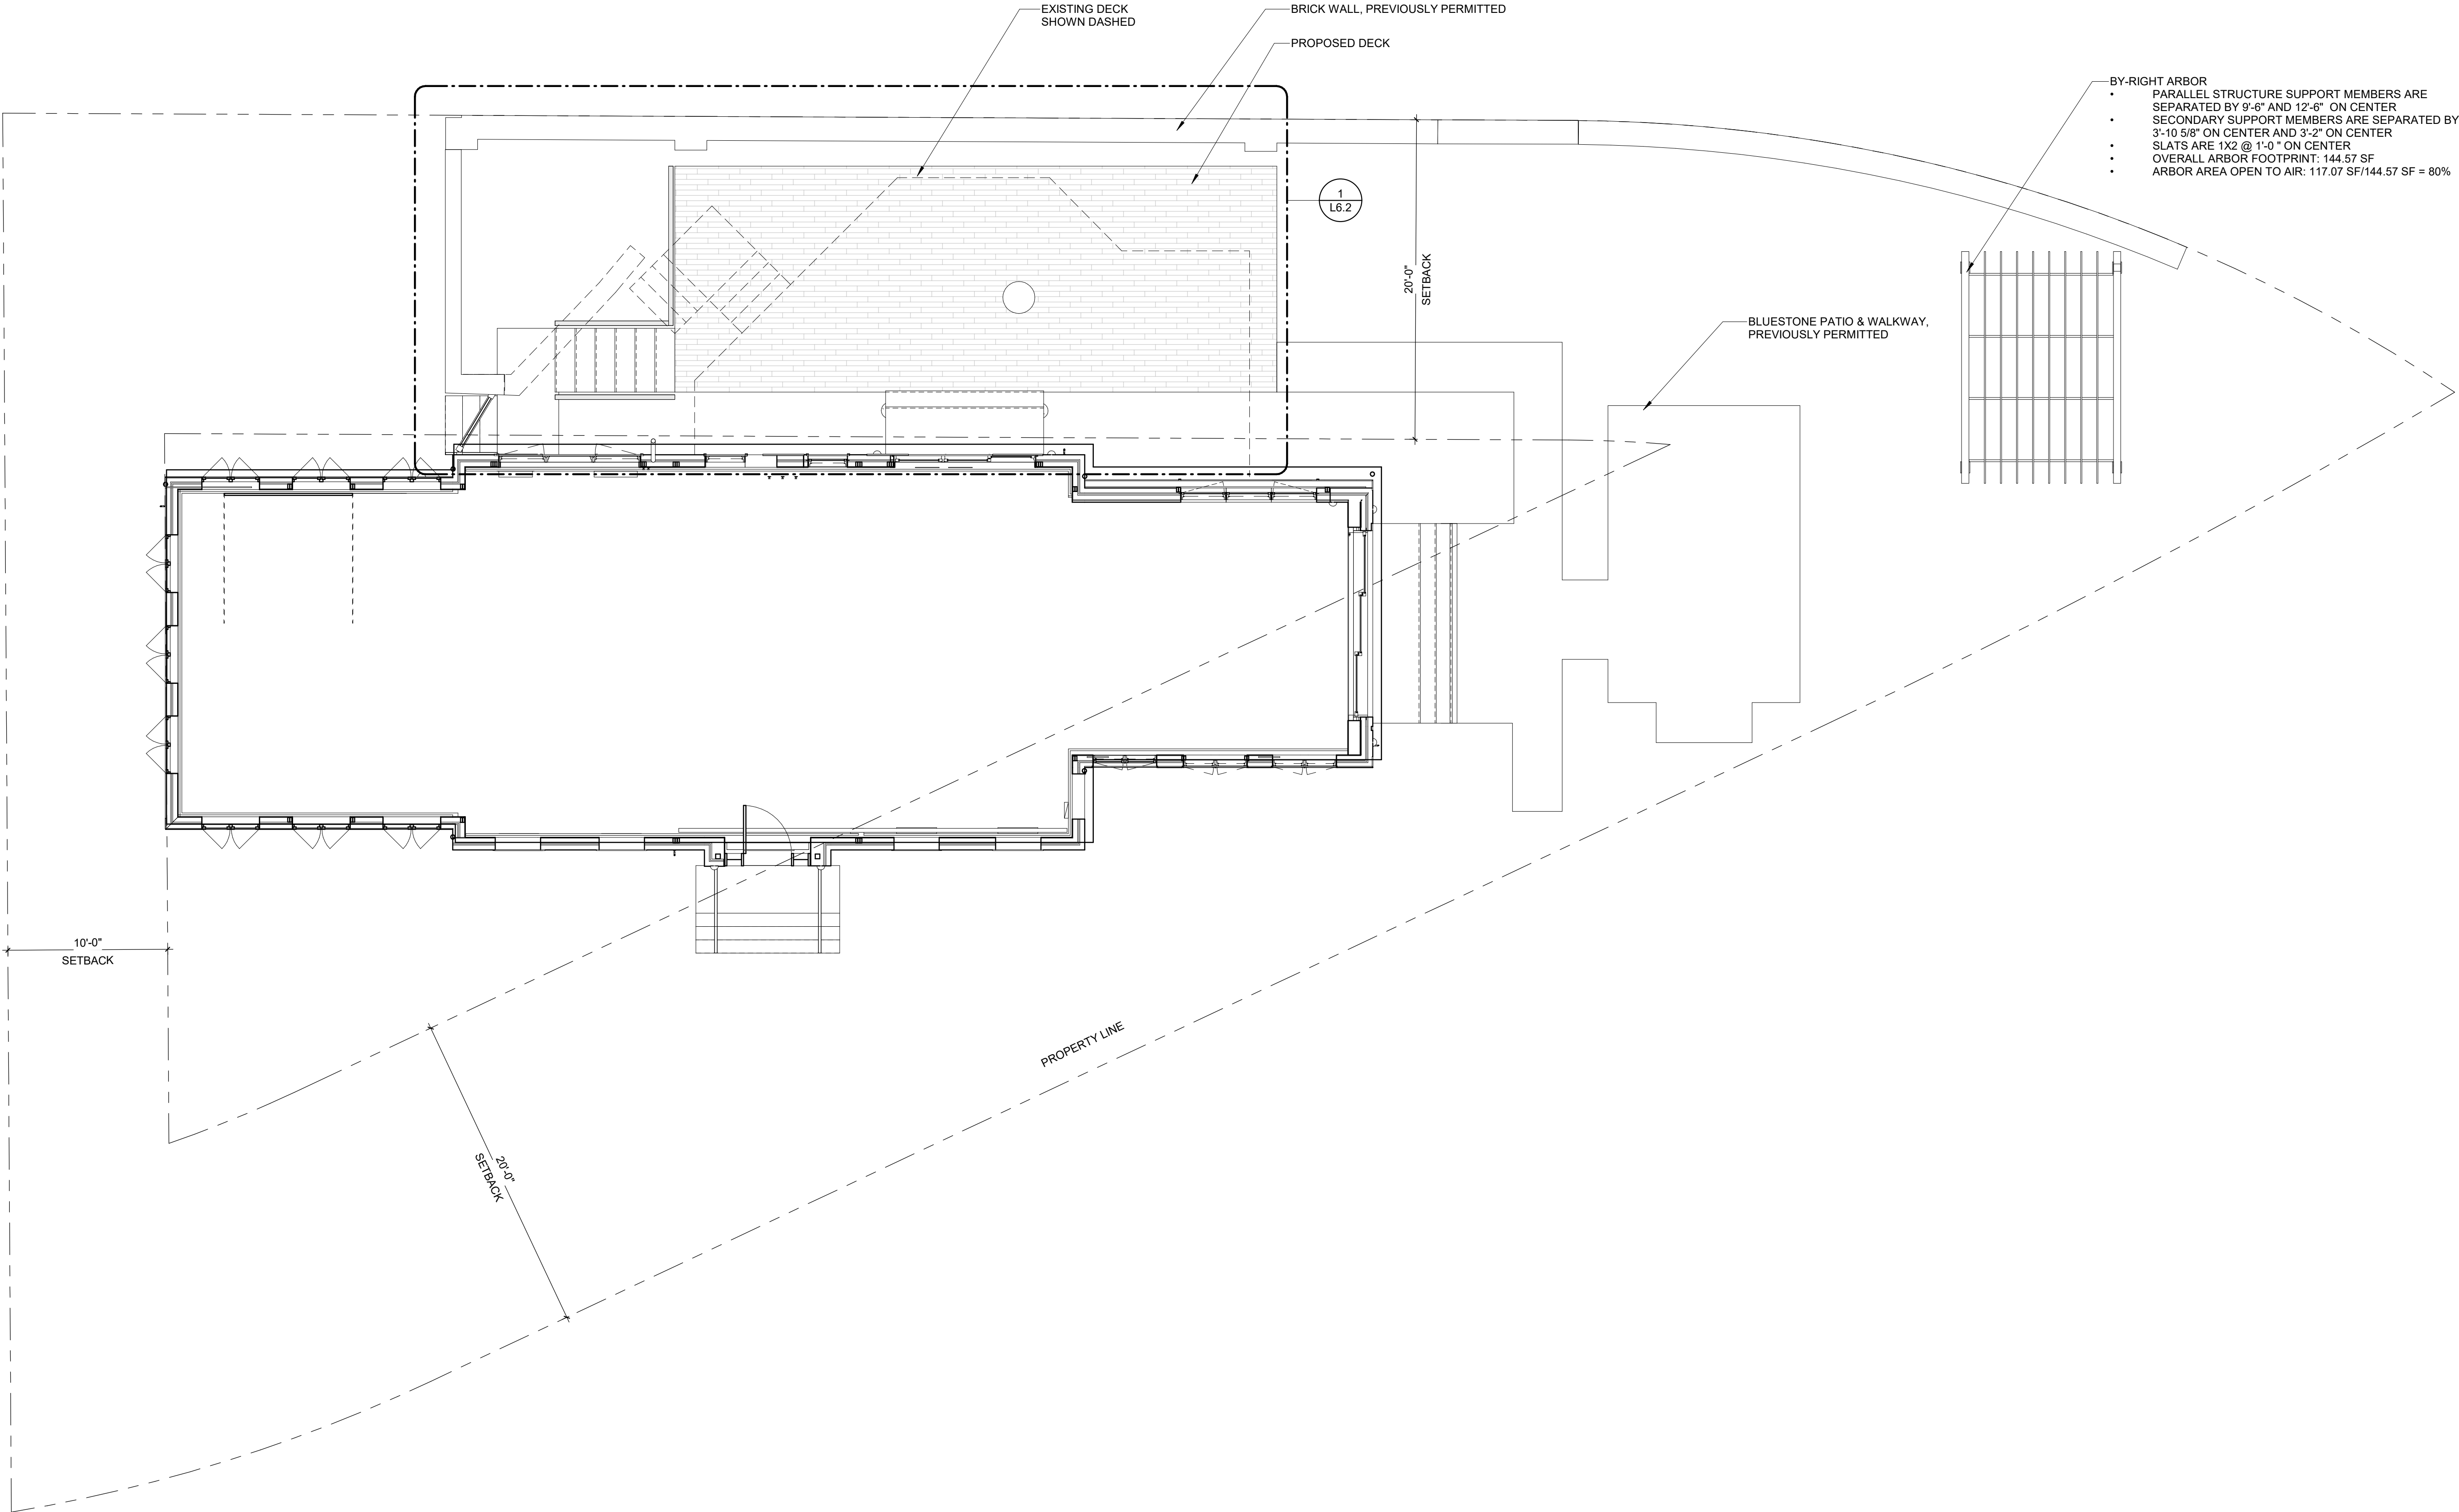 EXISTING DECK
SHOWN DASHED
BRICK WALL, PREVIOUSLY PERMITTED
PROPOSED DECK
BY-RIGHT ARBOR
• PARALLEL STRUCTURE SUPPORT MEMBERS ARE
SEPARATED BY 9'-6" AND 12'-6" ON CENTER
• SECONDARY SUPPORT MEMBERS ARE SEPARATED BY
3'-10 5/8" ON CENTER AND 3'-2" ON CENTER
• SLATS ARE 1X2 @ 1'-0 " ON CENTER
• OVERALL ARBOR FOOTPRINT: 144.57 SF
• ARBOR AREA OPEN TO AIR: 117.07 SF/144.57 SF = 80%
1
L6.2
20'-0"
SETBACK
BLUESTONE PATIO & WALKWAY,
PREVIOUSLY PERMITTED
10'-0"
SETBACK
PROPERTY LINE
20'-0"
SETBACK